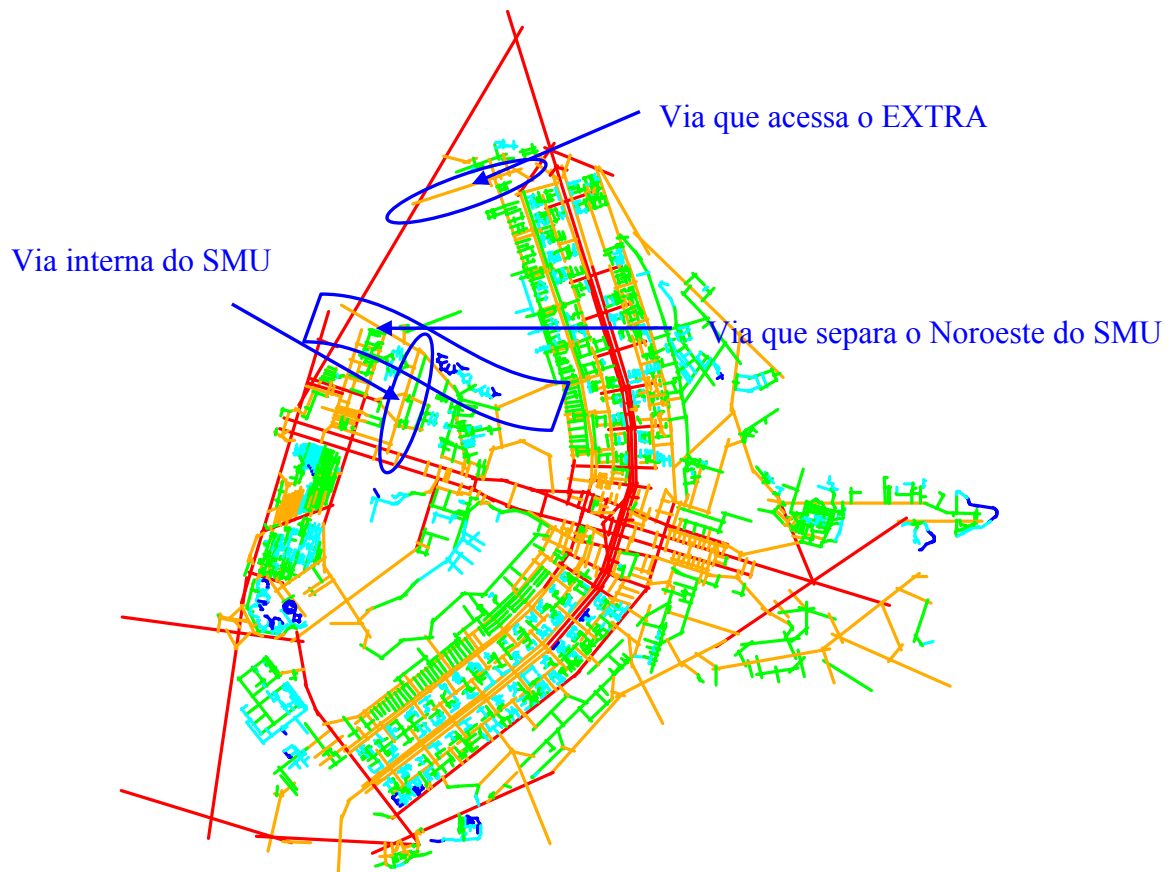 Via que acessa o EXTRA
Via interna do SMU
Via que separa o Noroeste do SMU